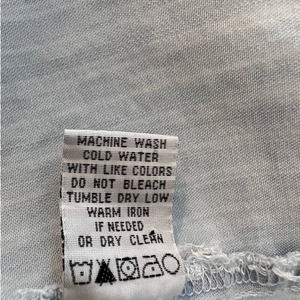 MACHINE WASH
COLD WATER
WITH LIKE COLORS
DO NOT BLEACH
TUMBLE DRY LOW
WARM IRON
IF NEEDED
OR DRY CLEAN